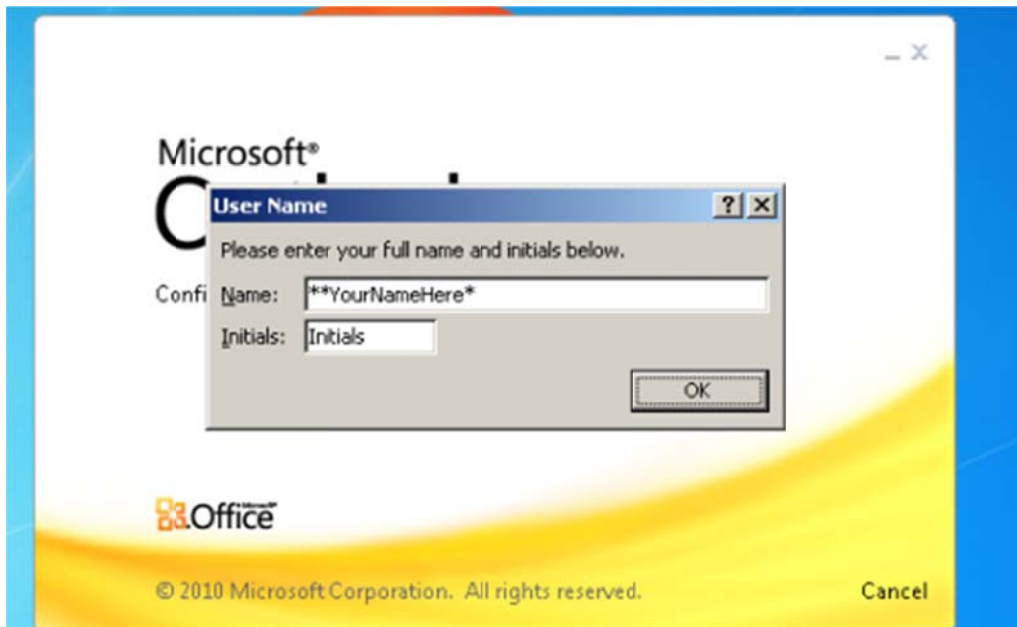 Microsoft®
User Name
Please enter your full name and initials below.
Confi
Name: **YourNameHere*
Initials: Initials
OK
Office
© 2010 Microsoft Corporation. All rights reserved.
Cancel